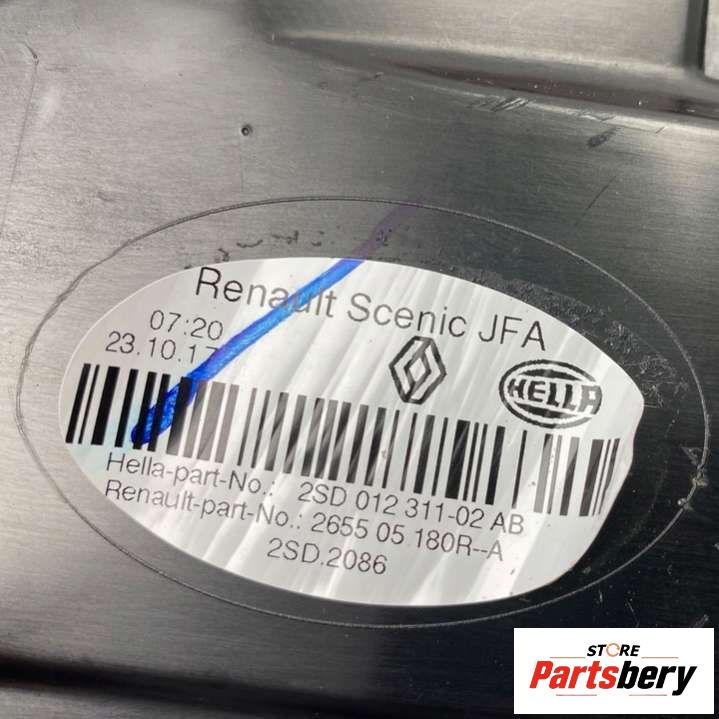 Renault Scenic JFA
07:20
23.10.17
HELLA
Hella-part-No.: 2SD 012 311-02 AB
Renault-part-No.: 2655 05 180R--A
2SD.2086
STORE
Partsbery